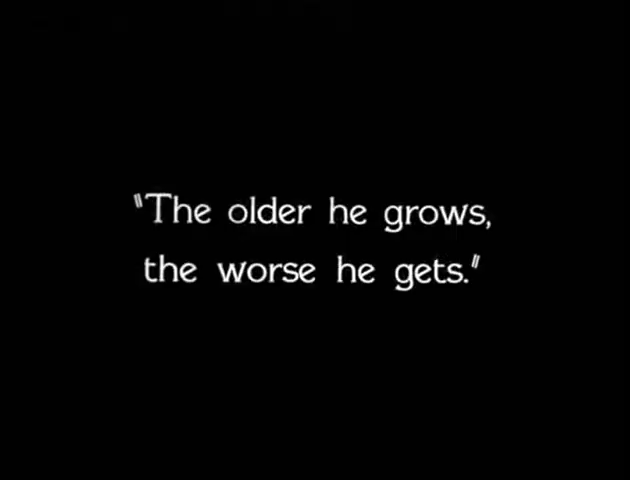 "The older he grows,
the worse he gets."